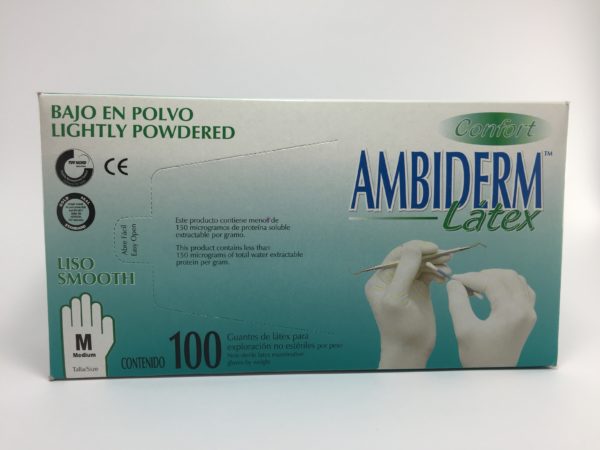 BAJO EN POLVO
LIGHTLY POWDERED
Confort
AMBIDERM™
Látex
CE
Este producto contiene menos de
150 microgramos de proteína soluble
extractable por gramo.
This product contains less than
150 micrograms of total water extractable
protein per gram.
Abre Fácil
Easy Open
LISO
SMOOTH
M
Medium
Talla/Size
CONTENIDO 100
Guantes de látex para
exploración no estériles por peso
Non-sterile latex examination
gloves by weight